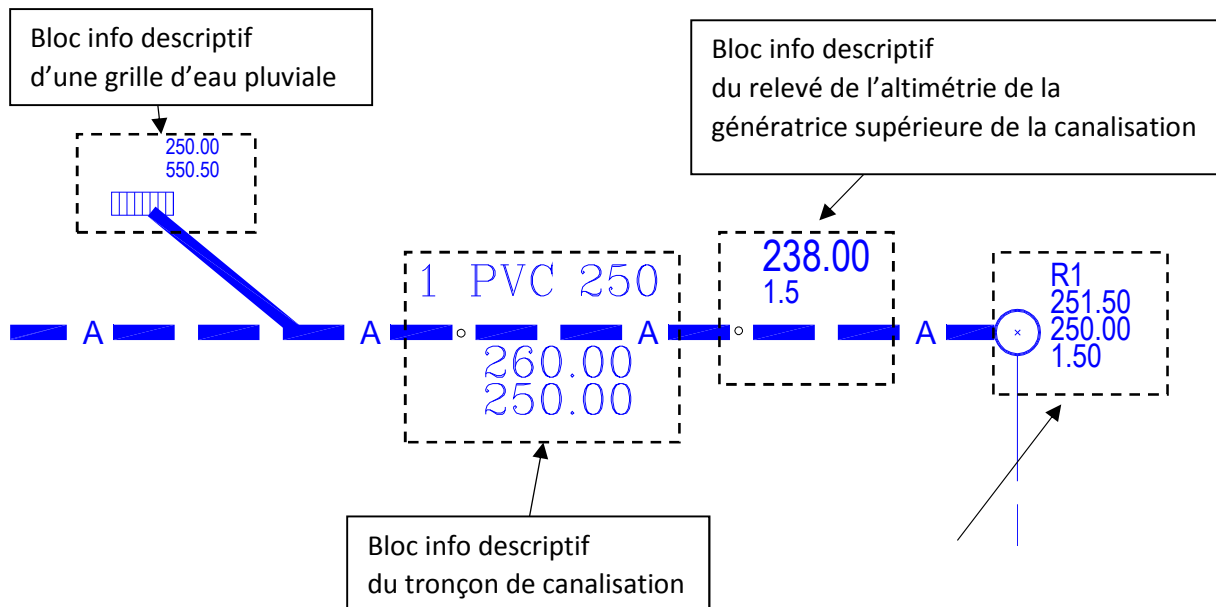 Bloc info descriptif
d’une grille d’eau pluviale
Bloc info descriptif
du relevé de l’altimétrie de la
génératrice supérieure de la canalisation
250.00
550.50
1 PVC 250
238.00
1.5
R1
251.50
250.00
1.50
A A A A
260.00
250.00
Bloc info descriptif
du tronçon de canalisation